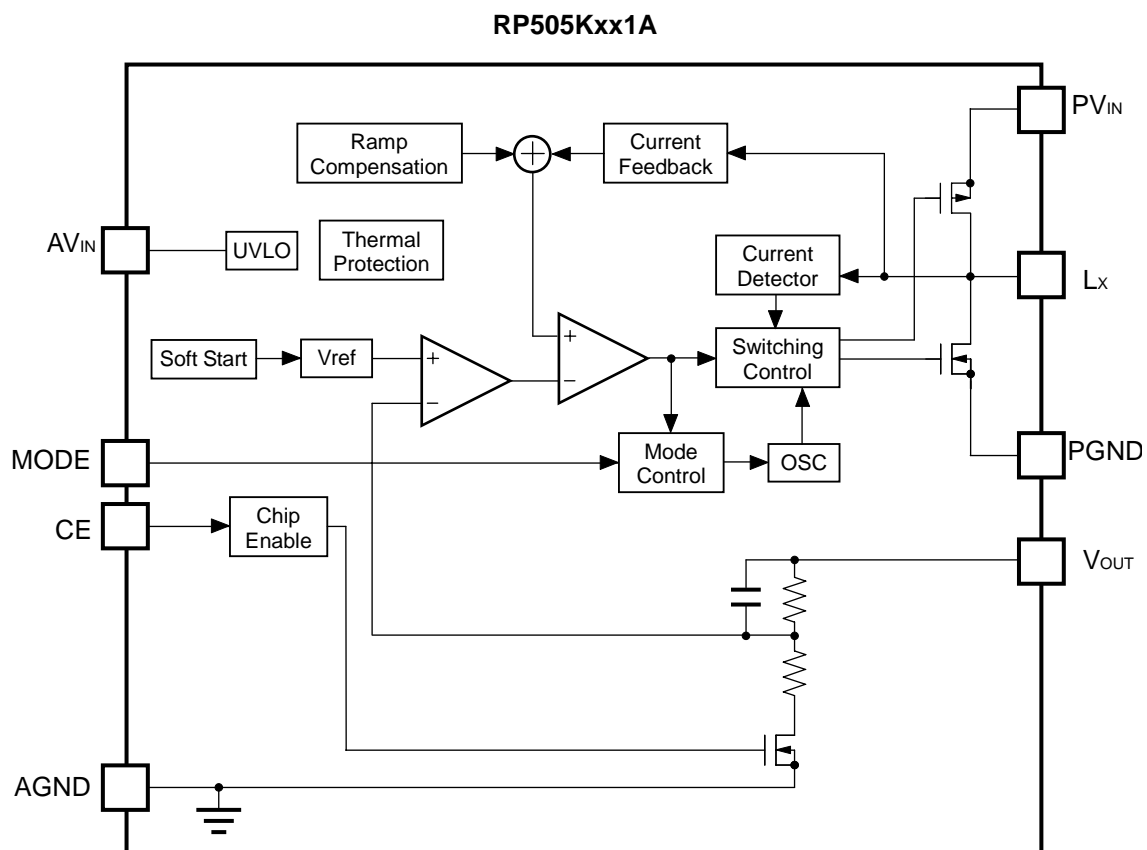 RP505Kxx1A
PVIN
Ramp
Compensation
Current
Feedback
AVIN
UVLO
Thermal
Protection
Current
Detector
LX
Soft Start
Vref
+
−
+
−
Switching
Control
MODE
Mode
Control
OSC
PGND
CE
Chip
Enable
VOUT
AGND